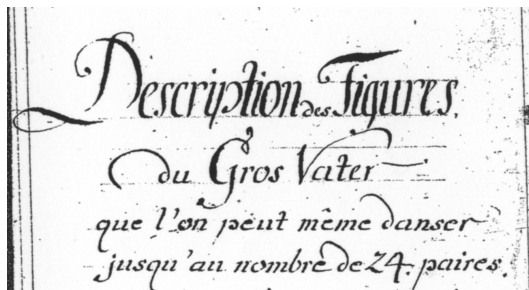 Description des Figures.
du Gros Vater
que l'on peut même danser
jusqu'au nombre de 24. paires.